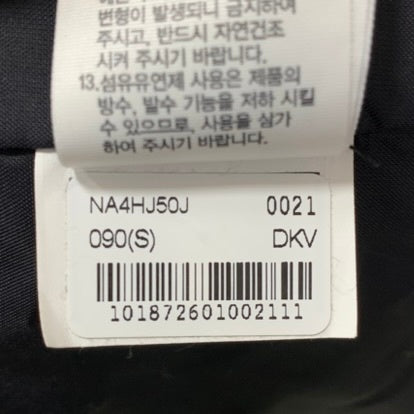 변형이 발생되니 금지하여
주시고, 반드시 자연건조
시켜 주시기 바랍니다.
13.섬유유연제 사용은 제품의
방수, 발수 기능을 저하 시킬
수 있으므로, 사용을 삼가
하여 주시기 바랍니다.
NA4HJ50J 0021
090(S) DKV
101872601002111